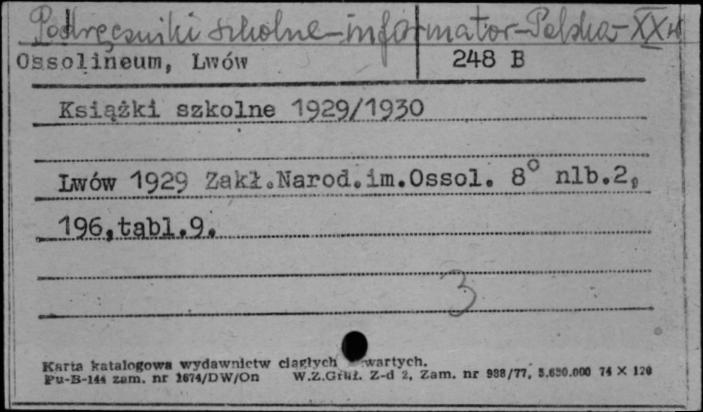 Podręczniki szkolne-informator-Polska-XX w
Ossolineum, Lwów 248 B
Książki szkolne 1929/1930
Lwów 1929 Zakł.Narod.im.Ossol. 8° nlb.2,
196,tabl.9.
3
Karta katalogowa wydawnictw ciągłych wartych.
Pu-B-144 zam. nr 1674/DW/On W.Z.Graf. Z-d 2, Zam. nr 988/77, 3.650.000 74 X 120